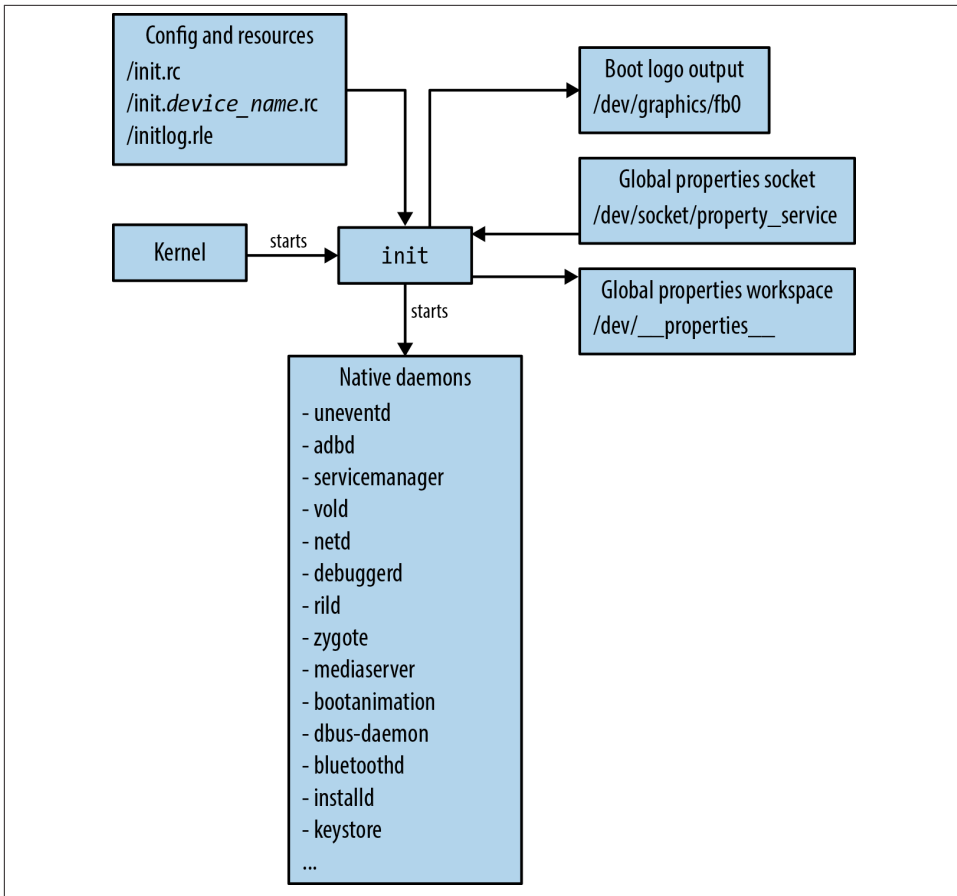 Config and resources
/init.rc
/init.device_name.rc
/initlog.rle
Boot logo output
/dev/graphics/fb0
Global properties socket
/dev/socket/property_service
Kernel
starts
init
Global properties workspace
/dev/__properties__
starts
Native daemons
- uneventd
- adbd
- servicemanager
- vold
- netd
- debuggerd
- rild
- zygote
- mediaserver
- bootanimation
- dbus-daemon
- bluetoothd
- installd
- keystore
...